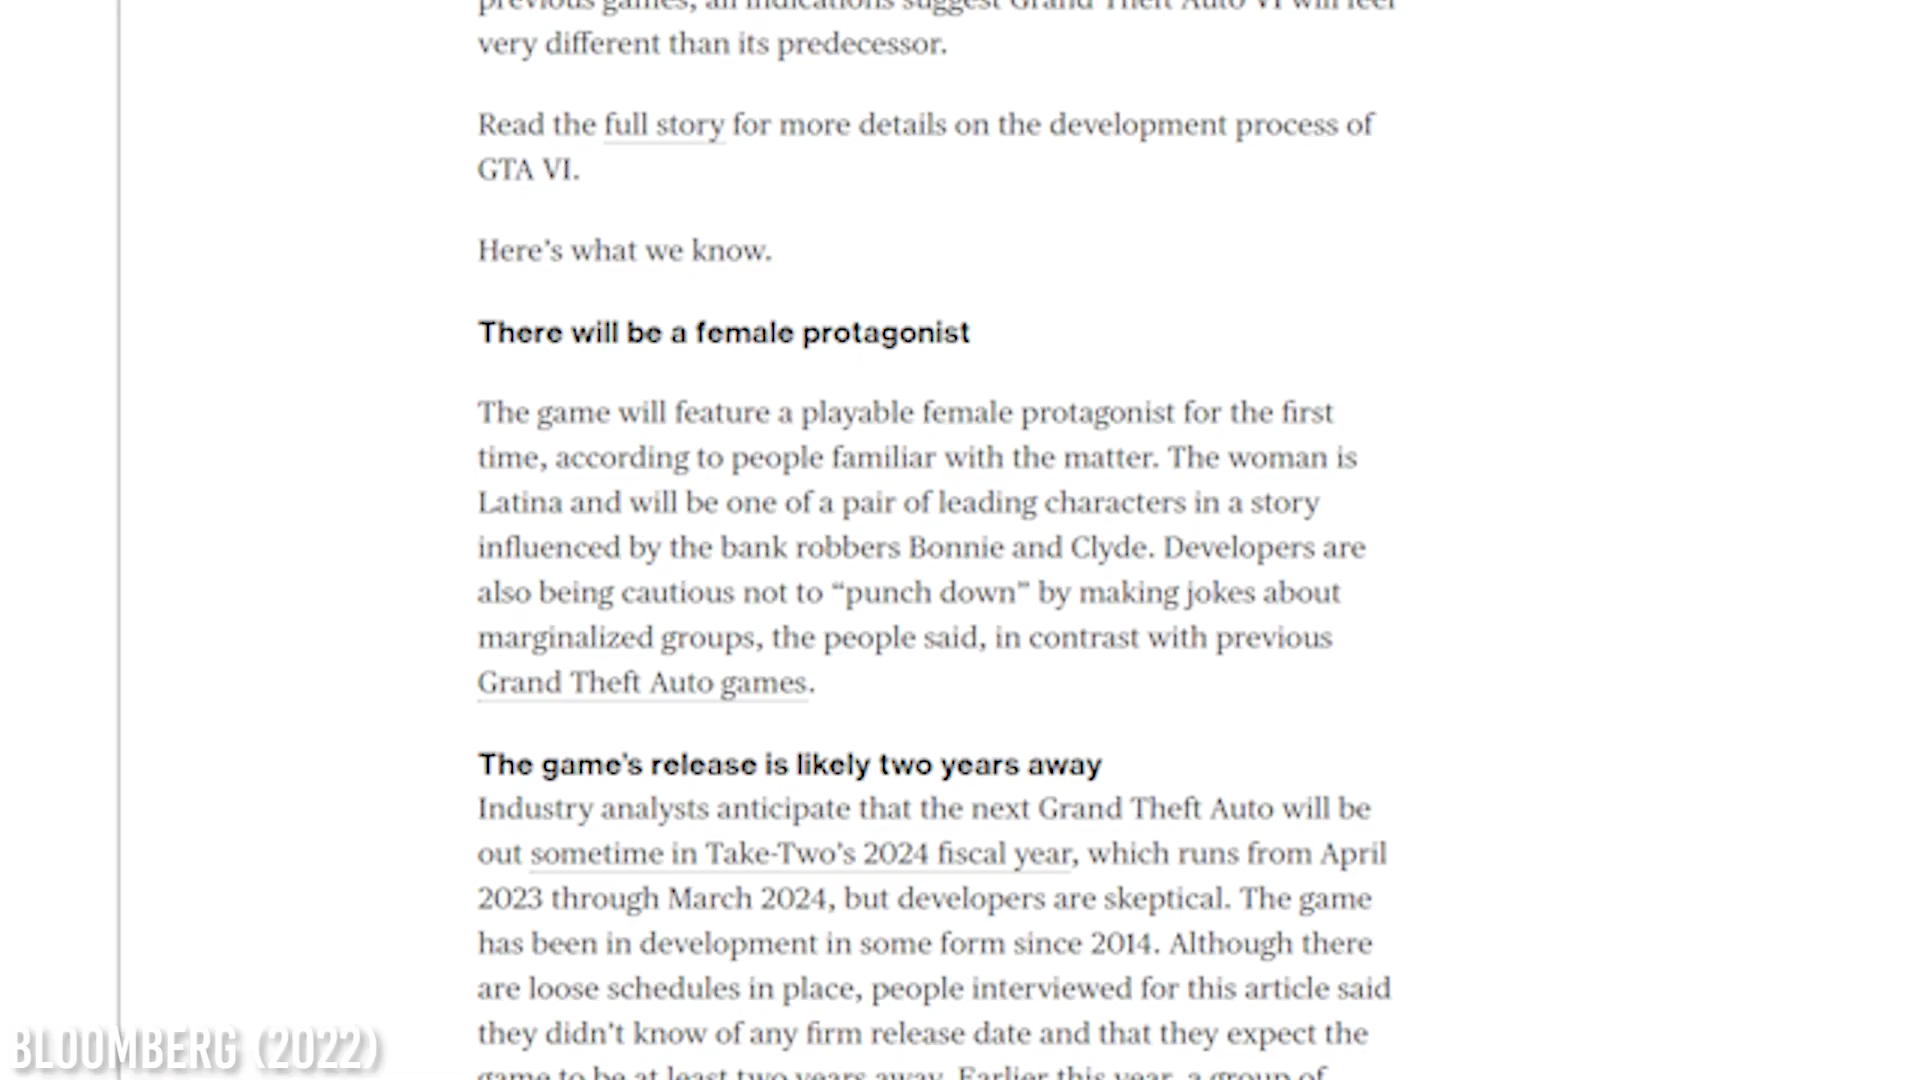 previous games, all indications suggest Grand Theft Auto VI will feel
very different than its predecessor.
Read the full story for more details on the development process of
GTA VI.
Here's what we know.
There will be a female protagonist
The game will feature a playable female protagonist for the first
time, according to people familiar with the matter. The woman is
Latina and will be one of a pair of leading characters in a story
influenced by the bank robbers Bonnie and Clyde. Developers are
also being cautious not to “punch down” by making jokes about
marginalized groups, the people said, in contrast with previous
Grand Theft Auto games.
The game's release is likely two years away
Industry analysts anticipate that the next Grand Theft Auto will be
out sometime in Take-Two's 2024 fiscal year, which runs from April
2023 through March 2024, but developers are skeptical. The game
has been in development in some form since 2014. Although there
are loose schedules in place, people interviewed for this article said
they didn't know of any firm release date and that they expect the
game to be at least two years away. Earlier this year, a group of
BLOOMBERG (2022)